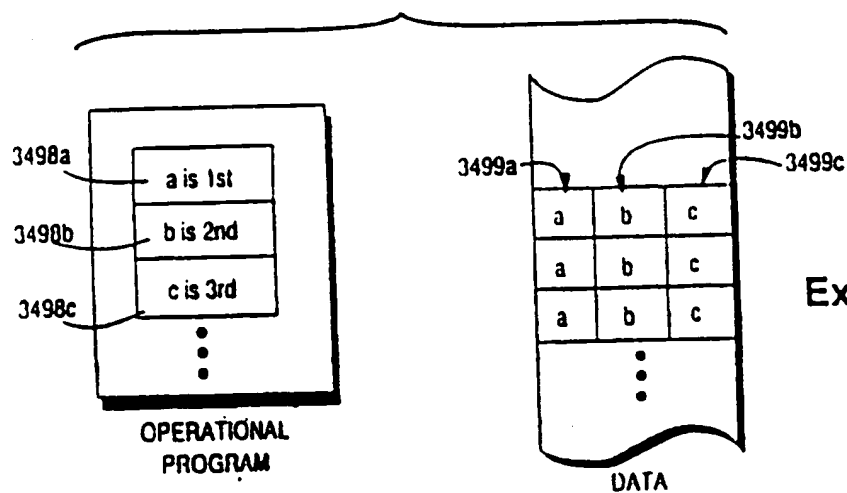 3498a
a is 1st
3498b
b is 2nd
3498c
c is 3rd
OPERATIONAL
PROGRAM
3499b
3499a
3499c
a b c
a b c
a b c
DATA
Ex